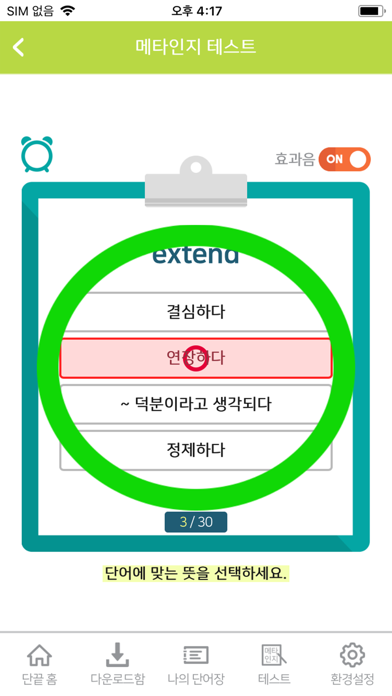 SIM 없음 오후 4:17
메타인지 테스트
효과음 ON
extend
결심하다
연장하다
~ 덕분이라고 생각되다
정제하다
3 / 30
단어에 맞는 뜻을 선택하세요.
메타
인지
단끝 홈 다운로드함 나의 단어장 테스트 환경설정